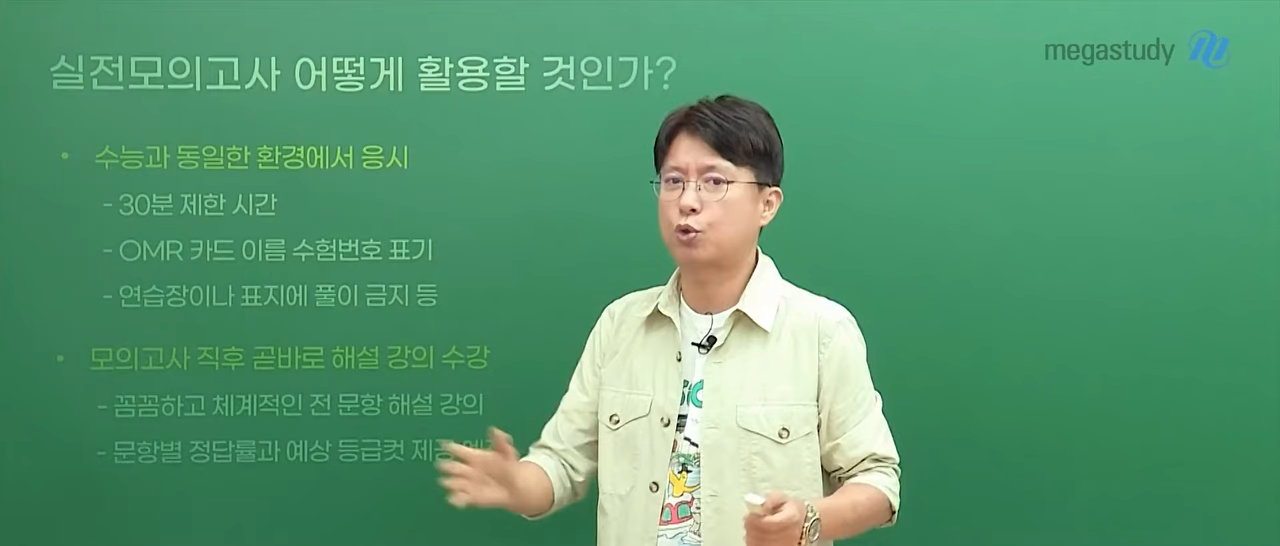 실전모의고사 어떻게 활용할 것인가?
megastudy
• 수능과 동일한 환경에서 응시
- 30분 제한 시간
- OMR 카드 이름 수험번호 표기
- 연습장이나 표지에 풀이 금지 등
• 모의고사 직후 곧바로 해설 강의 수강
- 꼼꼼하고 체계적인 전 문항 해설 강의
- 문항별 정답률과 예상 등급컷 제공